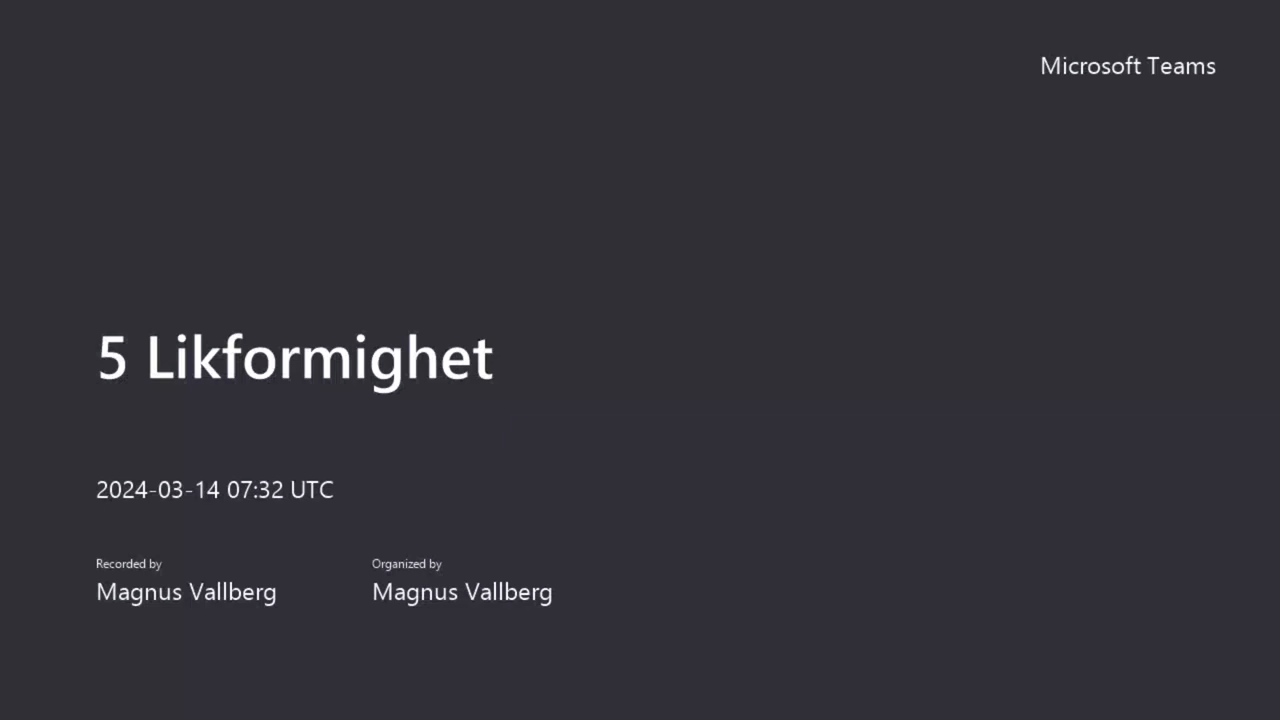 Microsoft Teams
5 Likformighet
2024-03-14 07:32 UTC
Recorded by
Magnus Vallberg
Organized by
Magnus Vallberg